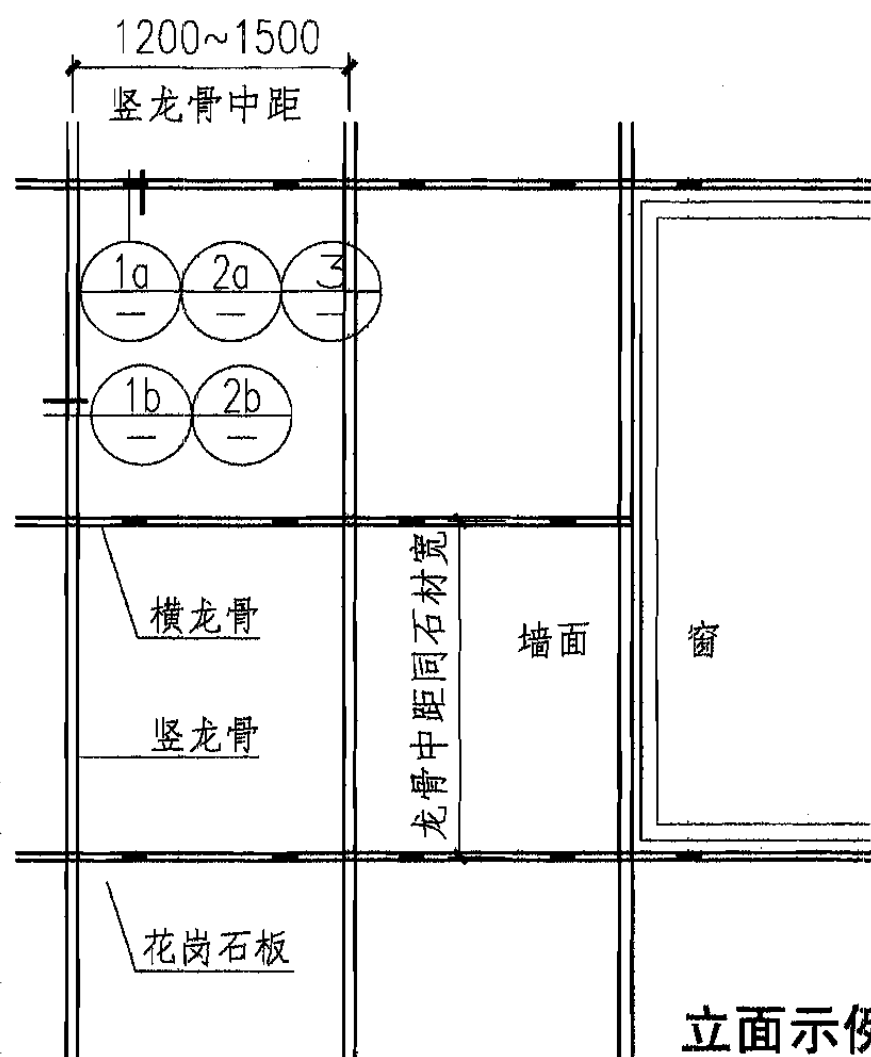 1200~1500
竖龙骨中距
1a 2a 3
1b 2b
横龙骨
竖龙骨
龙骨中距同石材宽
墙面
窗
花岗石板
立面示例